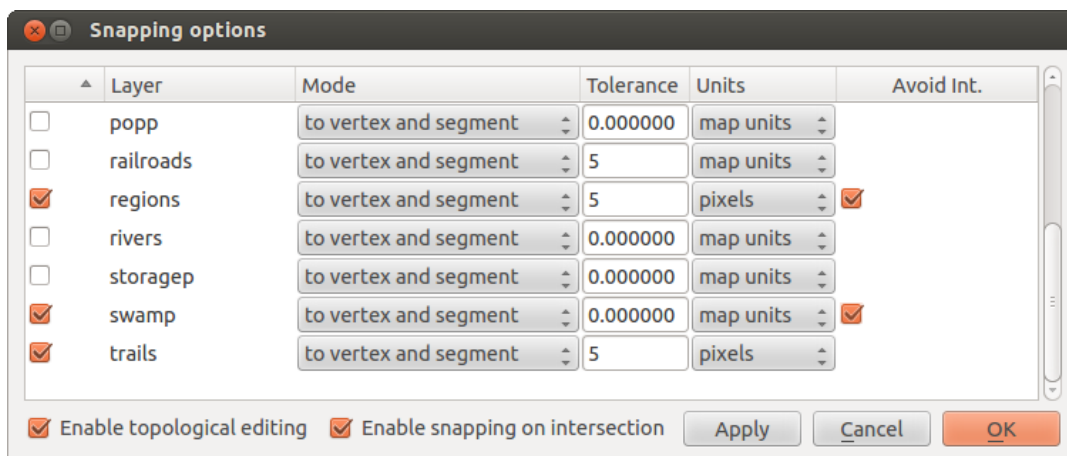 Snapping options
Layer Mode Tolerance Units Avoid Int.
popp to vertex and segment 0.000000 map units
railroads to vertex and segment 5 map units
regions to vertex and segment 5 pixels
rivers to vertex and segment 0.000000 map units
storagep to vertex and segment 0.000000 map units
swamp to vertex and segment 0.000000 map units
trails to vertex and segment 5 pixels
Enable topological editing Enable snapping on intersection Apply Cancel OK